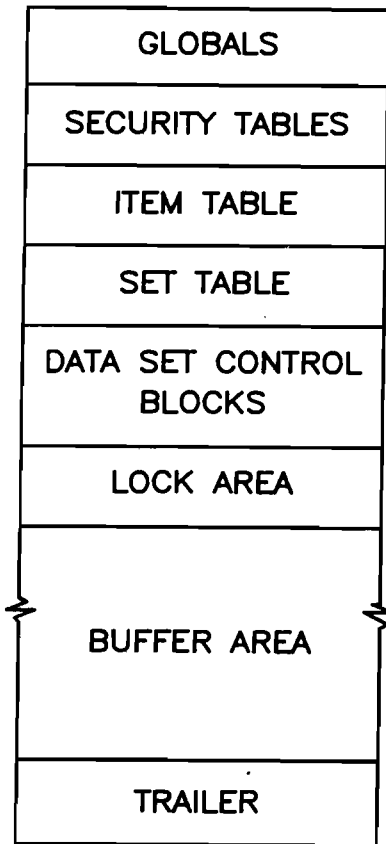 GLOBALS
SECURITY TABLES
ITEM TABLE
SET TABLE
DATA SET CONTROL
BLOCKS
LOCK AREA
BUFFER AREA
TRAILER